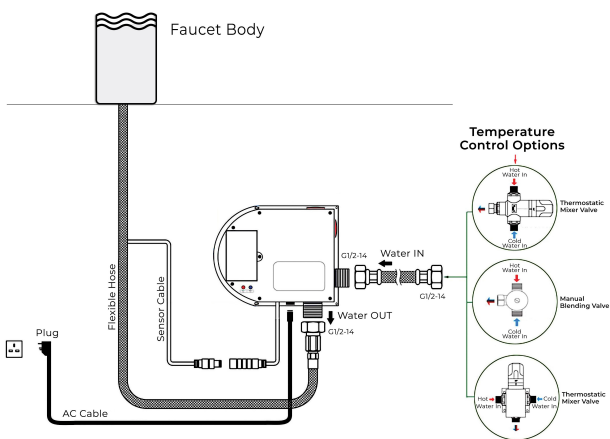 Faucet Body
Temperature
Control Options
Hot
Water In
Thermostatic
Mixer Valve
Cold
Water In
G1/2-14
Water IN
G1/2-14
Hot
Water In
Manual
Blending Valve
Cold
Water In
Water OUT
G1/2-14
Flexible Hose
Sensor Cable
Plug
AC Cable
Hot
Water In
Cold
Water In
Thermostatic
Mixer Valve